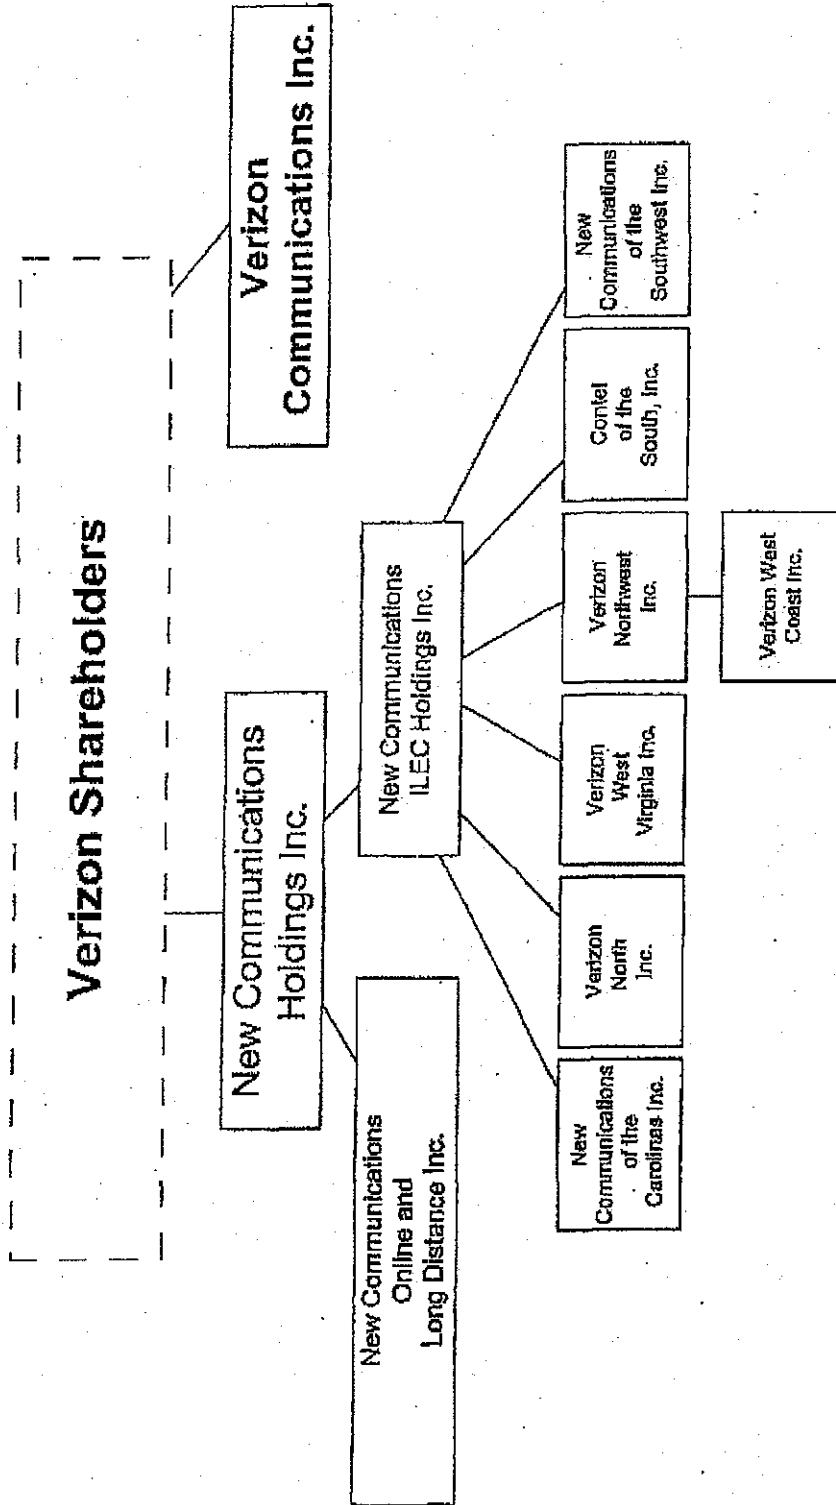 Verizon Shareholders
New Communications
Holdings Inc.
Verizon
Communications Inc.
New Communications
Online and
Long Distance Inc.
New Communications
ILEC Holdings Inc.
New
Communications
of the
Carolinas Inc.
Verizon
North
Inc.
Verizon
West
Virginia Inc.
Verizon
Northwest
Inc.
Contel
of the
South, Inc.
New
Communications
of the
Southwest Inc.
Verizon West
Coast Inc.